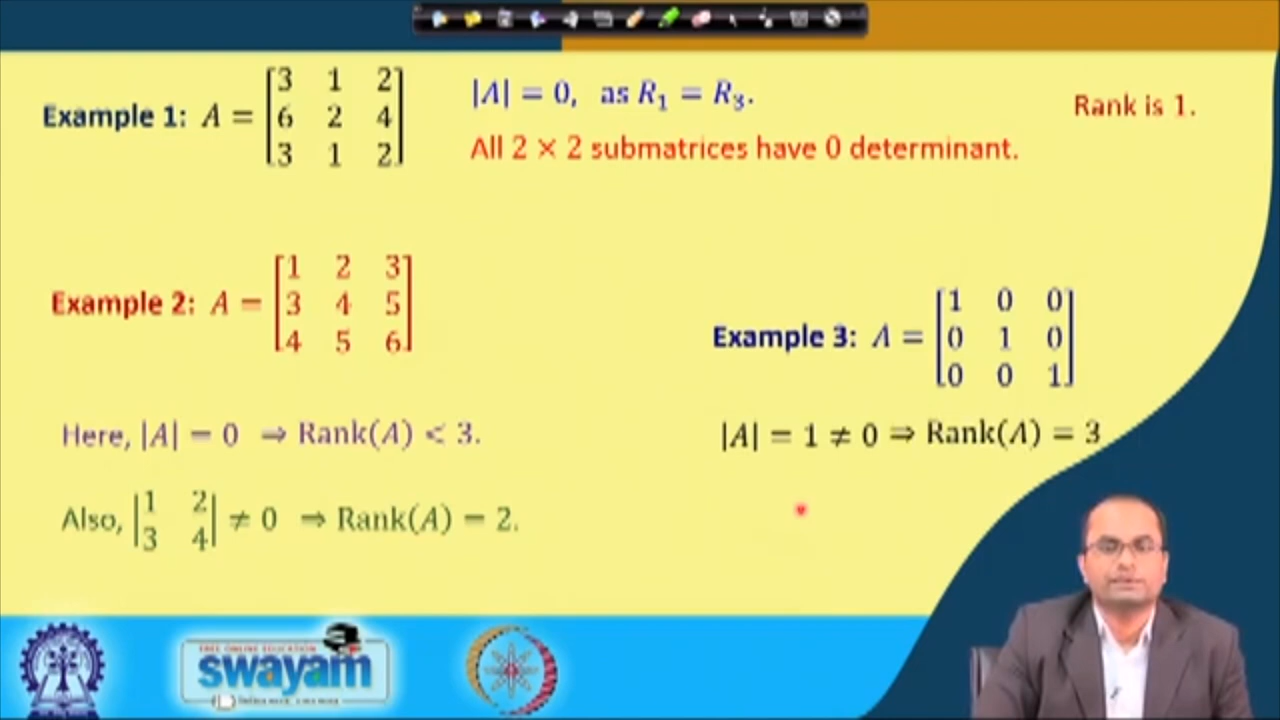 Example 1: A = [3 1 2; 6 2 4; 3 1 2]
|A| = 0, as R₁ = R₃.
All 2 × 2 submatrices have 0 determinant.
Rank is 1.
Example 2: A = [1 2 3; 3 4 5; 4 5 6]
Here, |A| = 0 ⇒ Rank(A) < 3.
Also, |1 2; 3 4| ≠ 0 ⇒ Rank(A) = 2.
Example 3: A = [1 0 0; 0 1 0; 0 0 1]
|A| = 1 ≠ 0 ⇒ Rank(A) = 3
FREE ONLINE EDUCATION
swayam